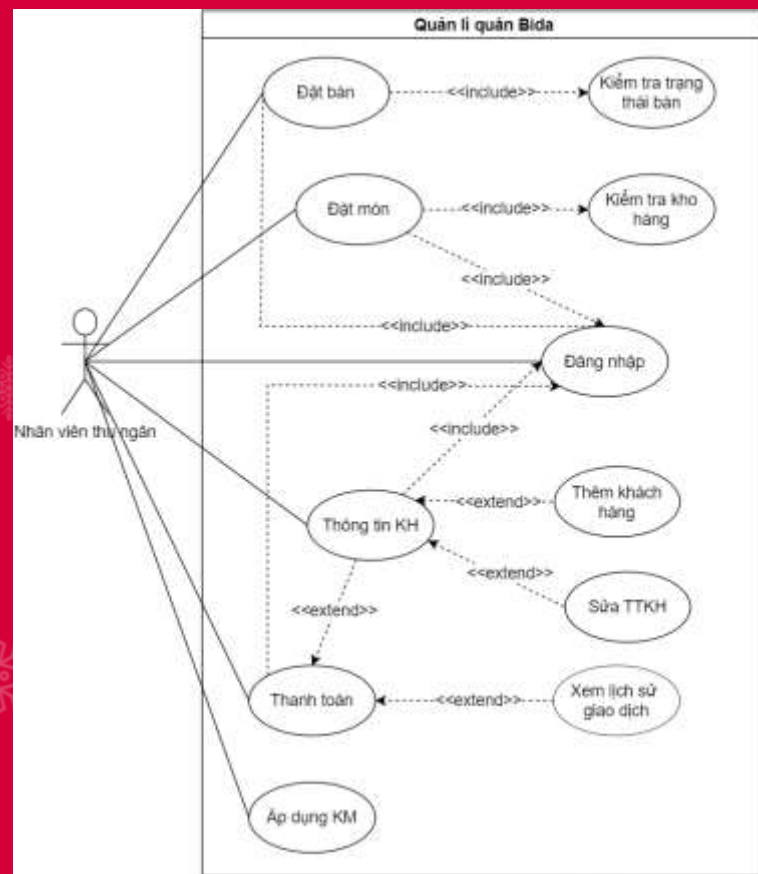 Quản lí quán Bida
Đặt bàn
<<include>>
Kiểm tra trạng
thái bàn
Đặt món
<<include>>
Kiểm tra kho
hàng
<<include>>
<<include>>
Đăng nhập
<<include>>
Nhân viên thu ngân
<<include>>
Thông tin KH
<<extend>>
Thêm khách
hàng
<<extend>>
Sửa TTKH
<<extend>>
Thanh toán
<<extend>>
Xem lịch sử
giao dịch
Áp dụng KM